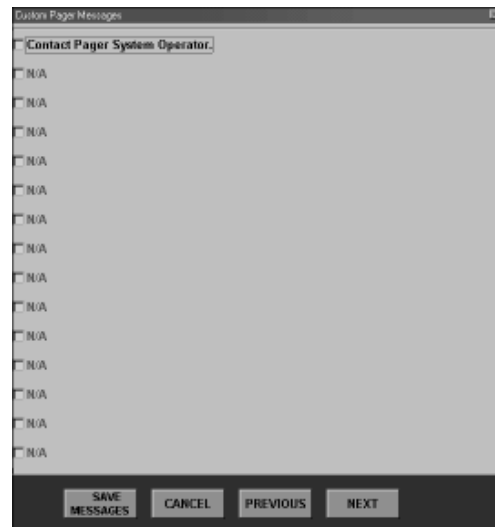 Custom Pager Messages
Contact Pager System Operator.
N/A
N/A
N/A
N/A
N/A
N/A
N/A
N/A
N/A
N/A
N/A
N/A
N/A
N/A
SAVE
MESSAGES
CANCEL
PREVIOUS
NEXT